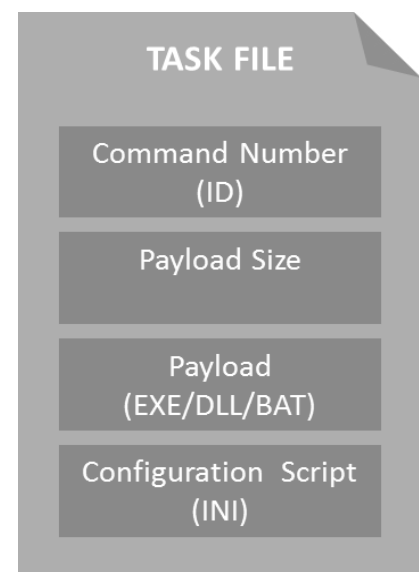 TASK FILE
Command Number
(ID)
Payload Size
Payload
(EXE/DLL/BAT)
Configuration Script
(INI)